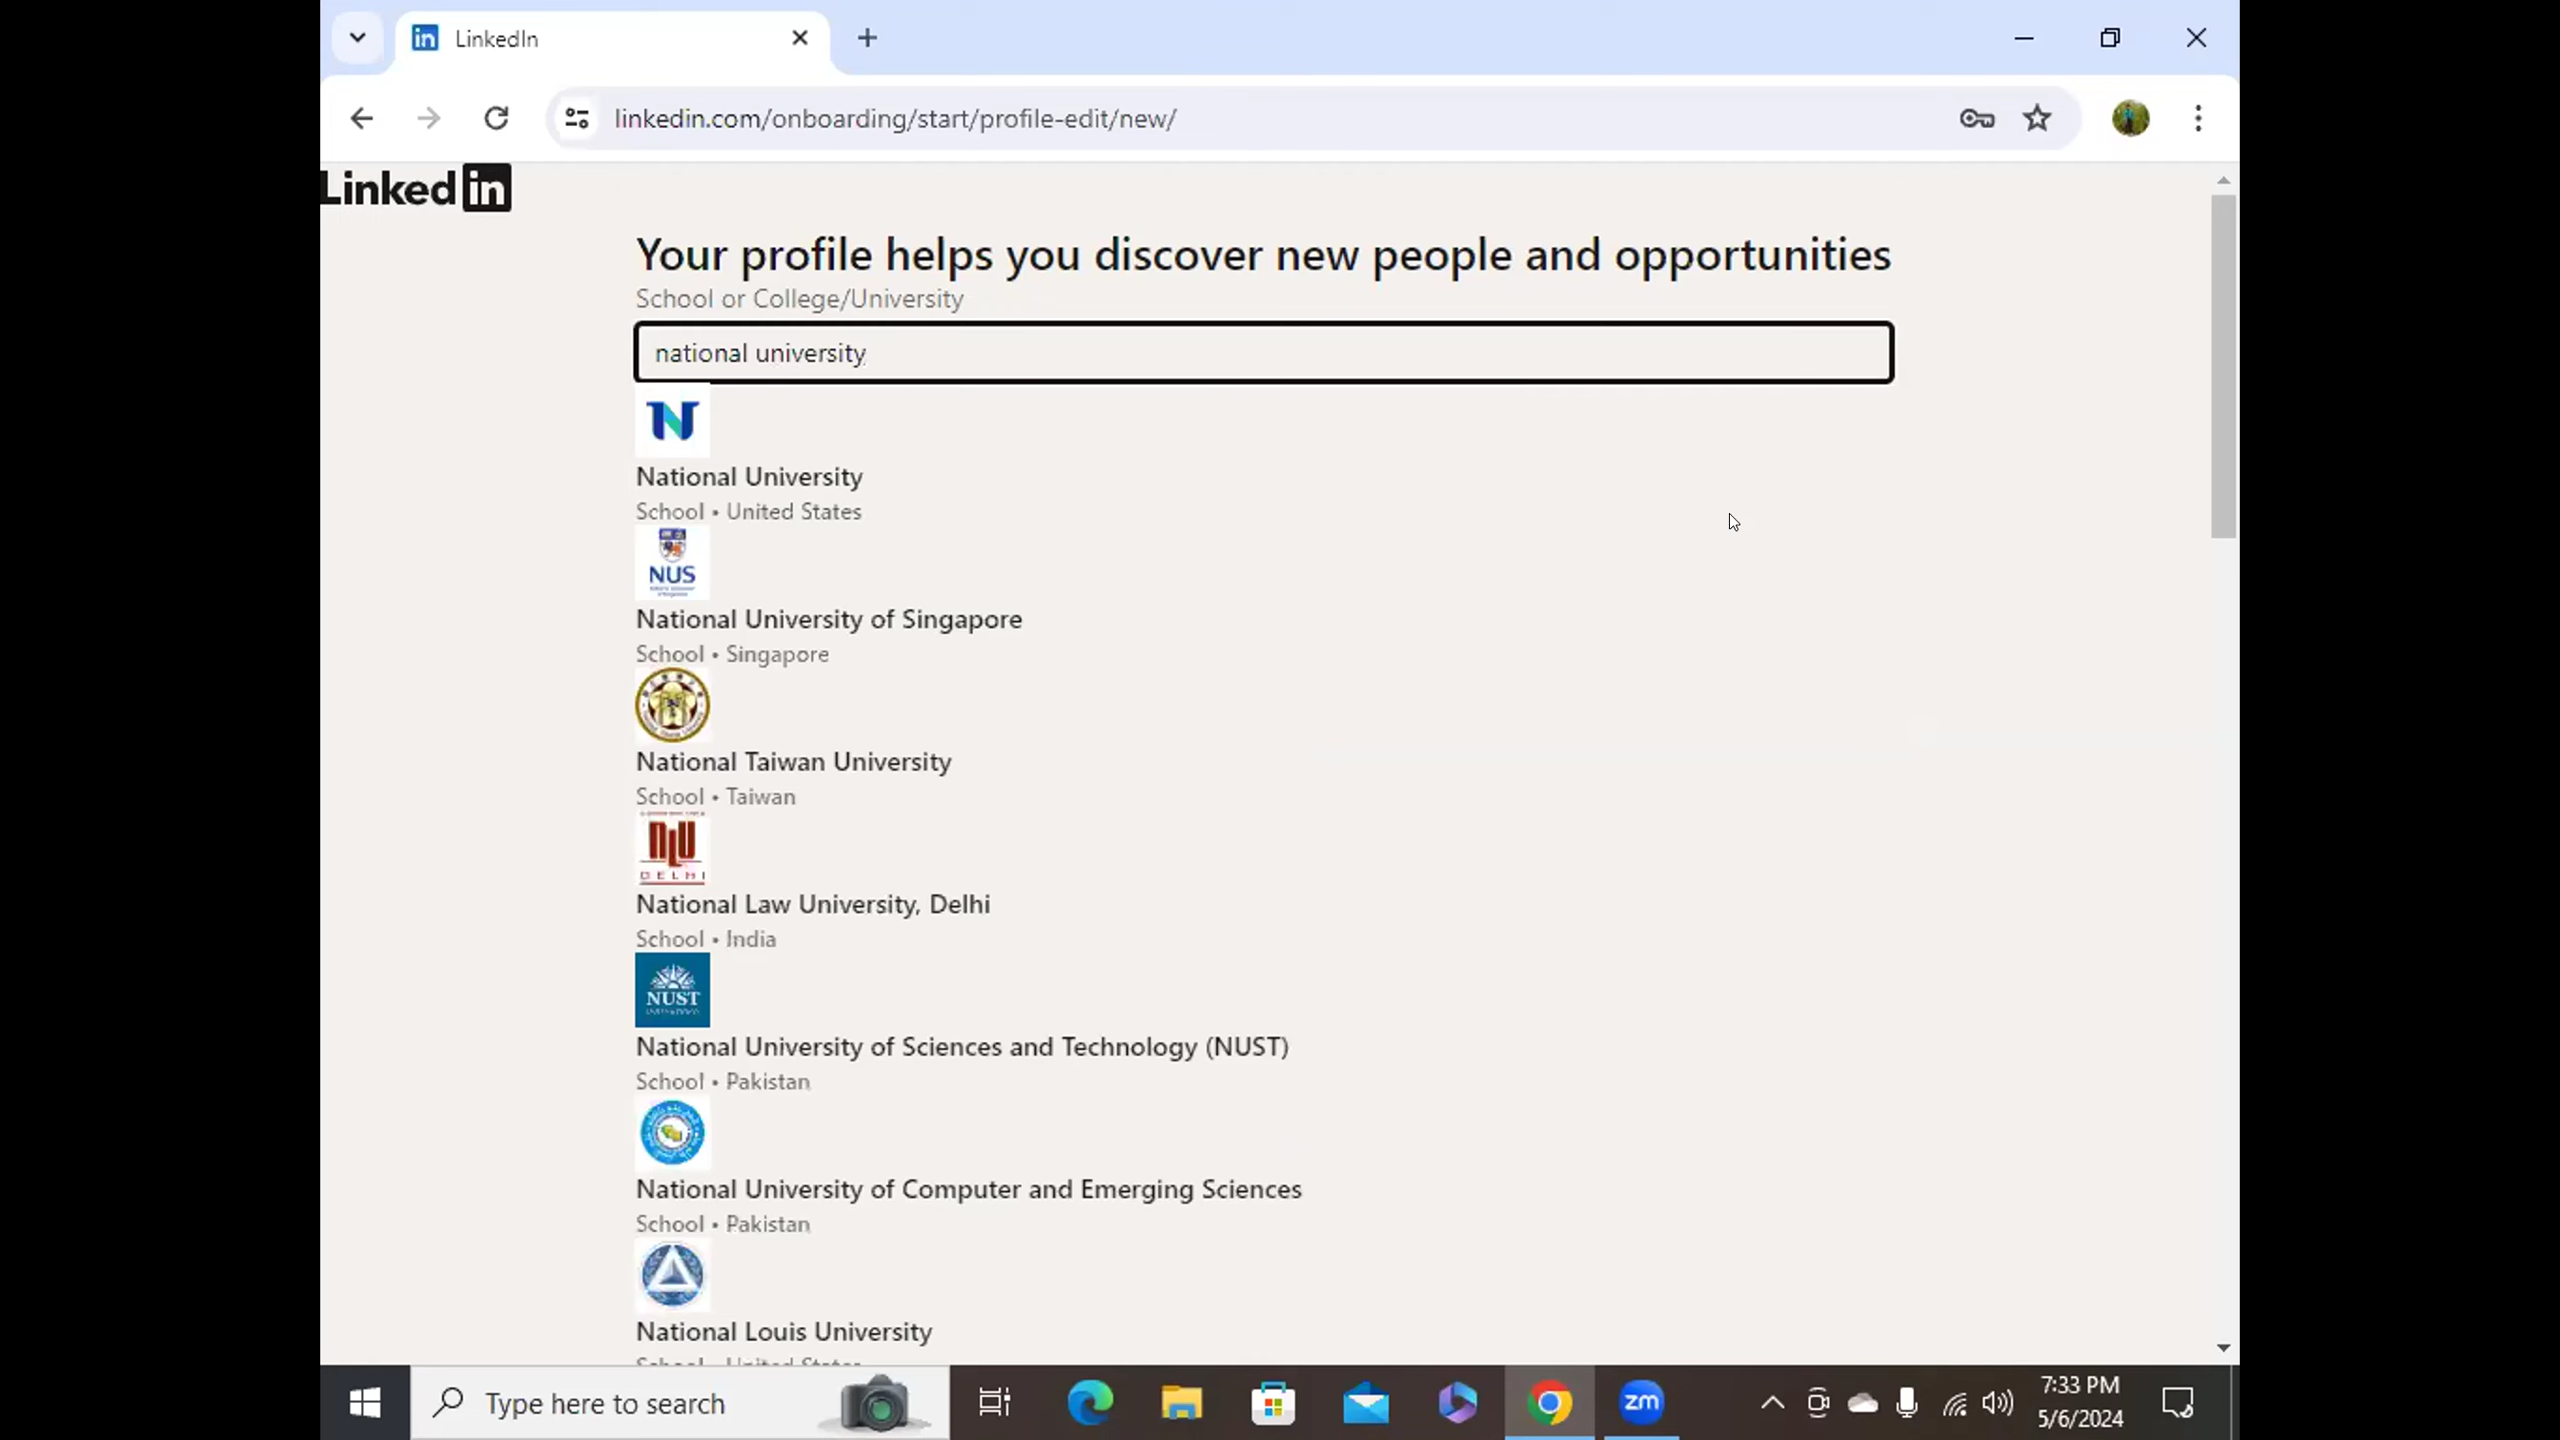 LinkedIn
linkedin.com/onboarding/start/profile-edit/new/
Linked in
Your profile helps you discover new people and opportunities
School or College/University
national university
National University
School • United States
NUS
National University of Singapore
School • Singapore
National Taiwan University
School • Taiwan
NLU
DELHI
National Law University, Delhi
School • India
NUST
National University of Sciences and Technology (NUST)
School • Pakistan
National University of Computer and Emerging Sciences
School • Pakistan
National Louis University
School • United States
Type here to search
zm
7:33 PM
5/6/2024